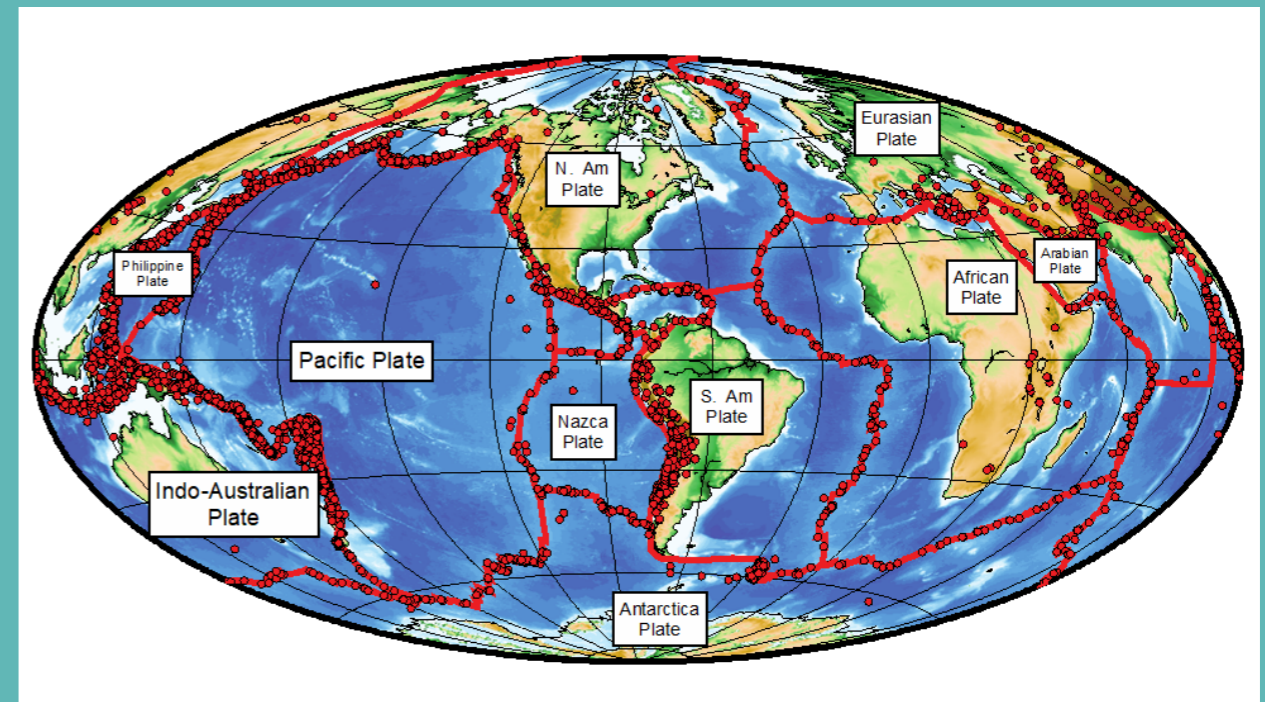 Eurasian
Plate
N. Am
Plate
Philippine
Plate
Arabian
Plate
African
Plate
Pacific Plate
S. Am
Plate
Nazca
Plate
Indo-Australian
Plate
Antarctica
Plate